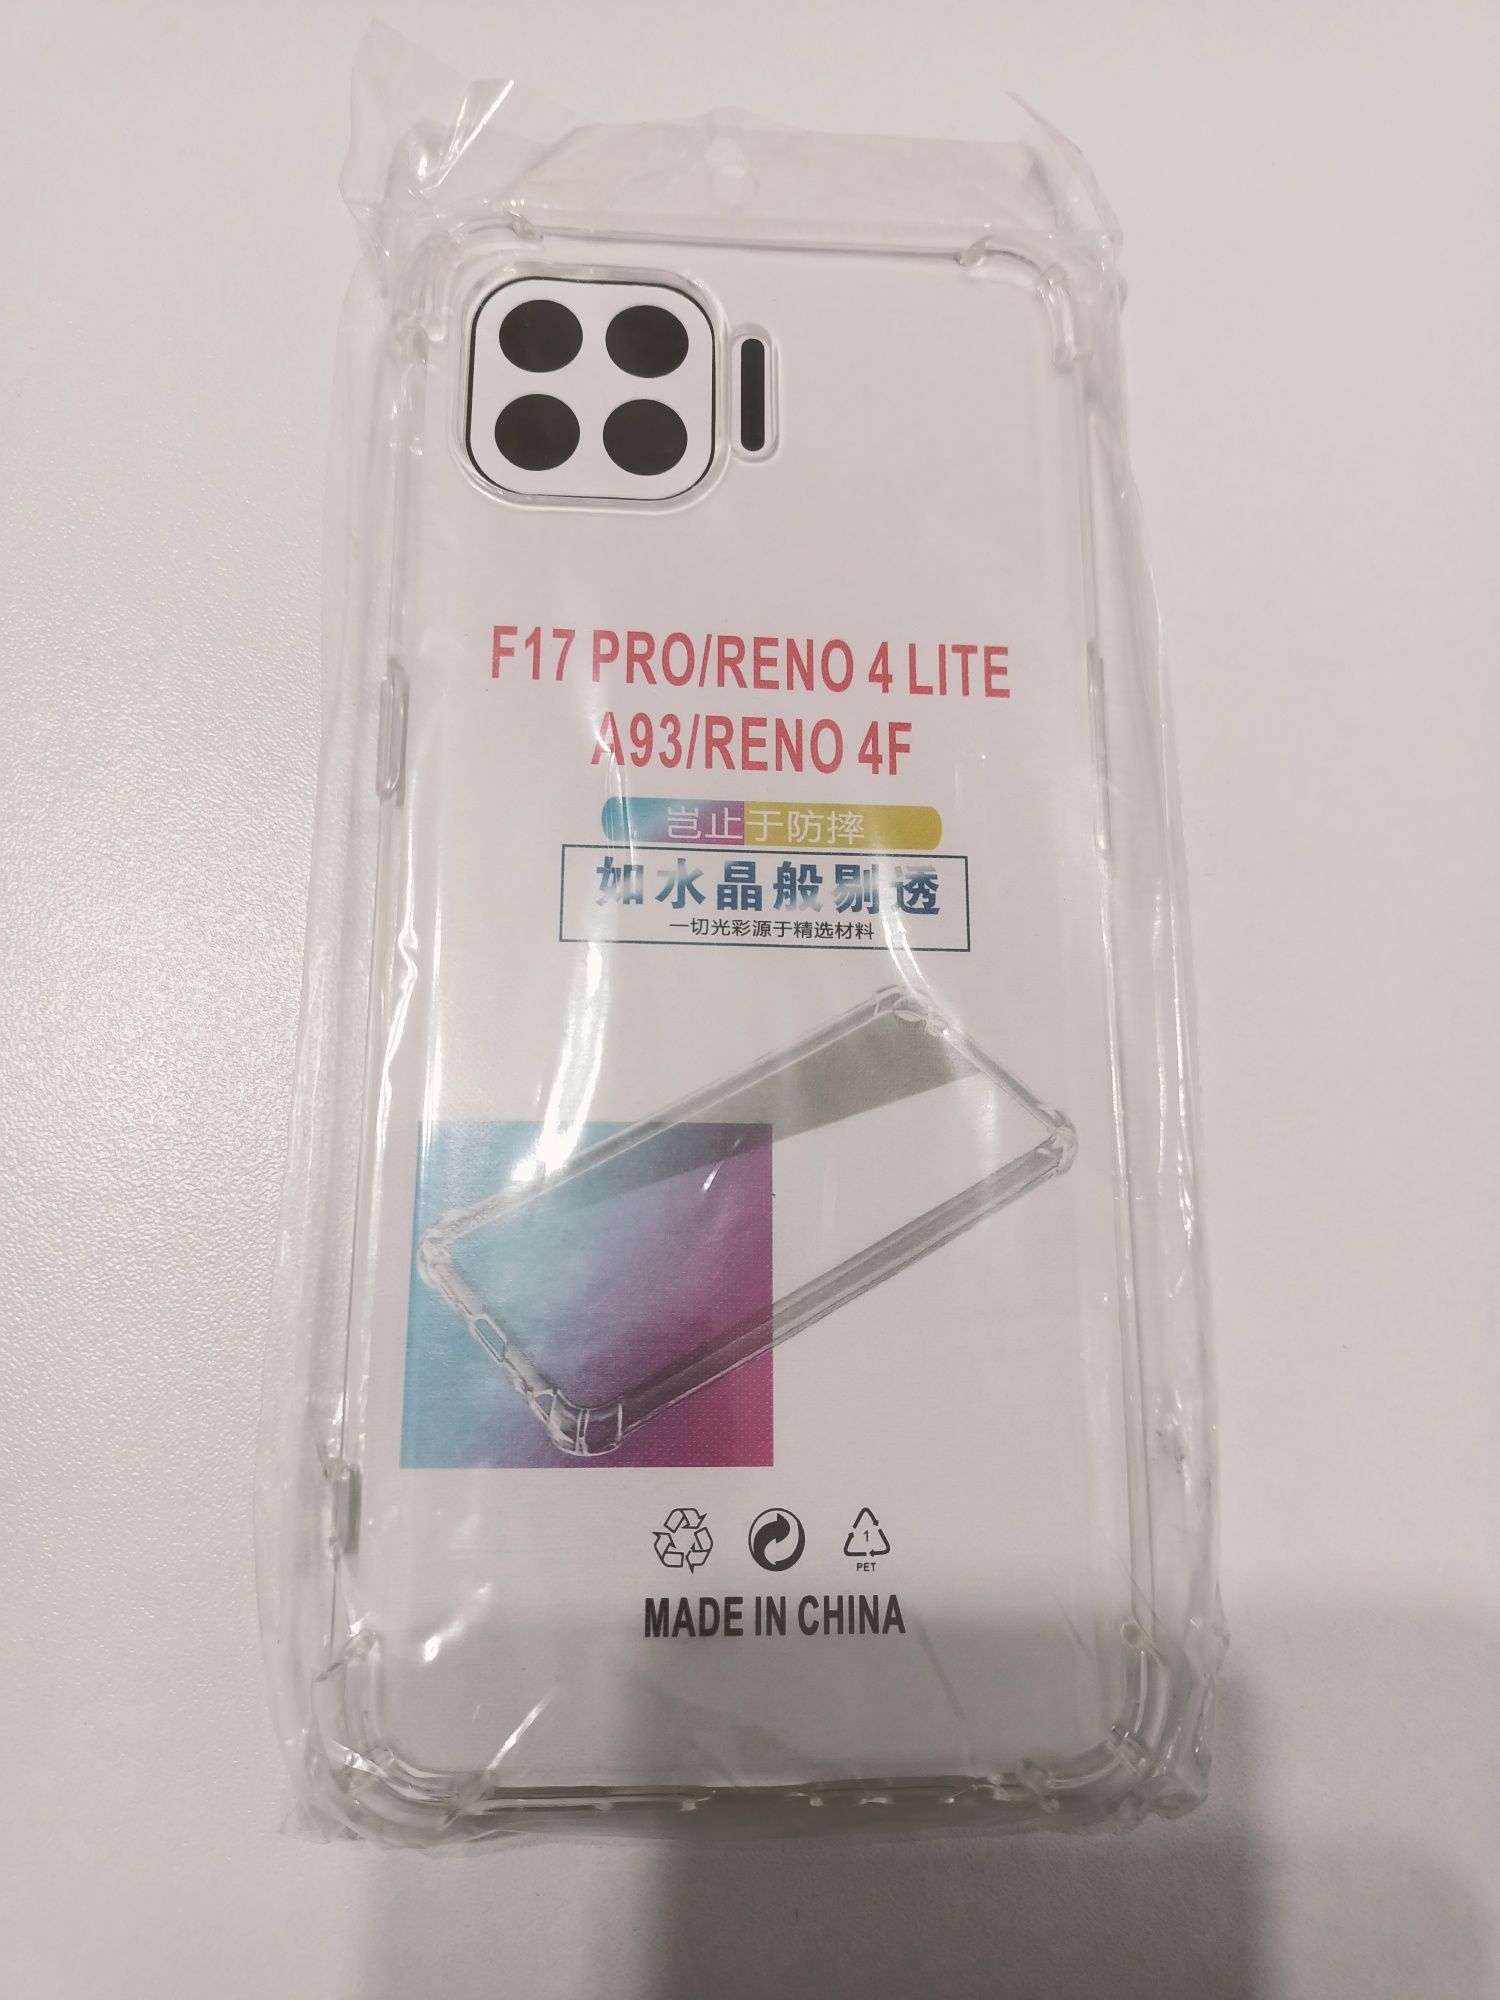 F17 PRO/RENO 4 LITE
A93/RENO 4F
岂止于防摔
如水晶般剔透
一切光彩源于精选材料
1
PET
MADE IN CHINA